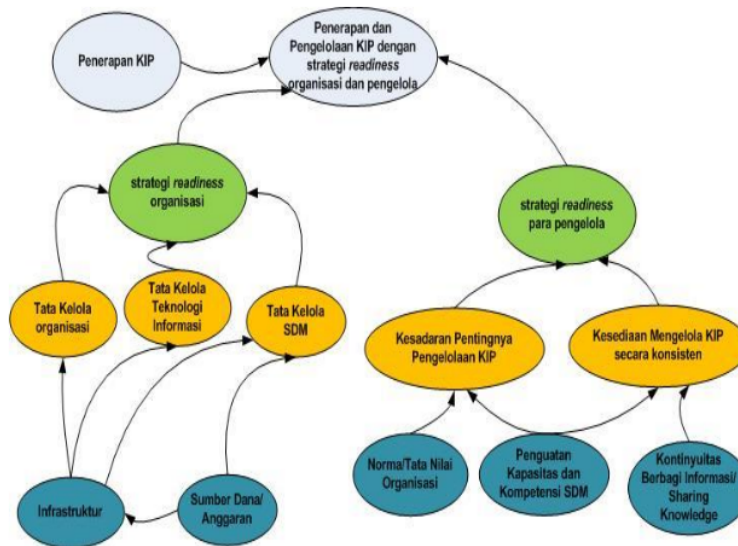 Penerapan KIP
Penerapan dan
Pengelolaan KIP dengan
strategi readiness
organisasi dan pengelola
strategi readiness
organisasi
strategi readiness
para pengelola
Tata Kelola
organisasi
Tata Kelola
Teknologi
Informasi
Tata Kelola
SDM
Kesadaran Pentingnya
Pengelolaan KIP
Kesediaan Mengelola KIP
secara konsisten
Infrastruktur
Sumber Dana/
Anggaran
Norma/Tata Nilai
Organisasi
Penguatan
Kapasitas dan
Kompetensi SDM
Kontinyuitas
Berbagi Informasi/
Sharing
Knowledge